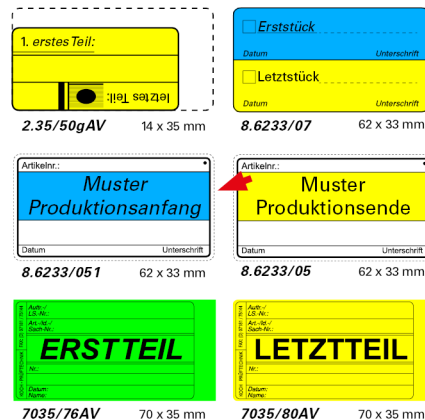 1. erstes Teil:
letztes Teil:
2.35/50gAV 14 x 35 mm
Erststück
Datum Unterschrift
Letztstück
Datum Unterschrift
8.6233/07 62 x 33 mm
Artikelnr.:
Muster
Produktionsanfang
Datum Unterschrift
8.6233/051 62 x 33 mm
Artikelnr.:
Muster
Produktionsende
Datum Unterschrift
8.6233/05 62 x 33 mm
Auftr.-/
LS.-Nr.:
Art.-/Id.-/
Sach-Nr.:
ERSTTEIL
Nr.:
Datum:
Name:
7035/76AV 70 x 35 mm
Auftr.-/
LS.-Nr.:
Art.-/Id.-/
Sach-Nr.:
LETZTTEIL
Nr.:
Datum:
Name:
7035/80AV 70 x 35 mm